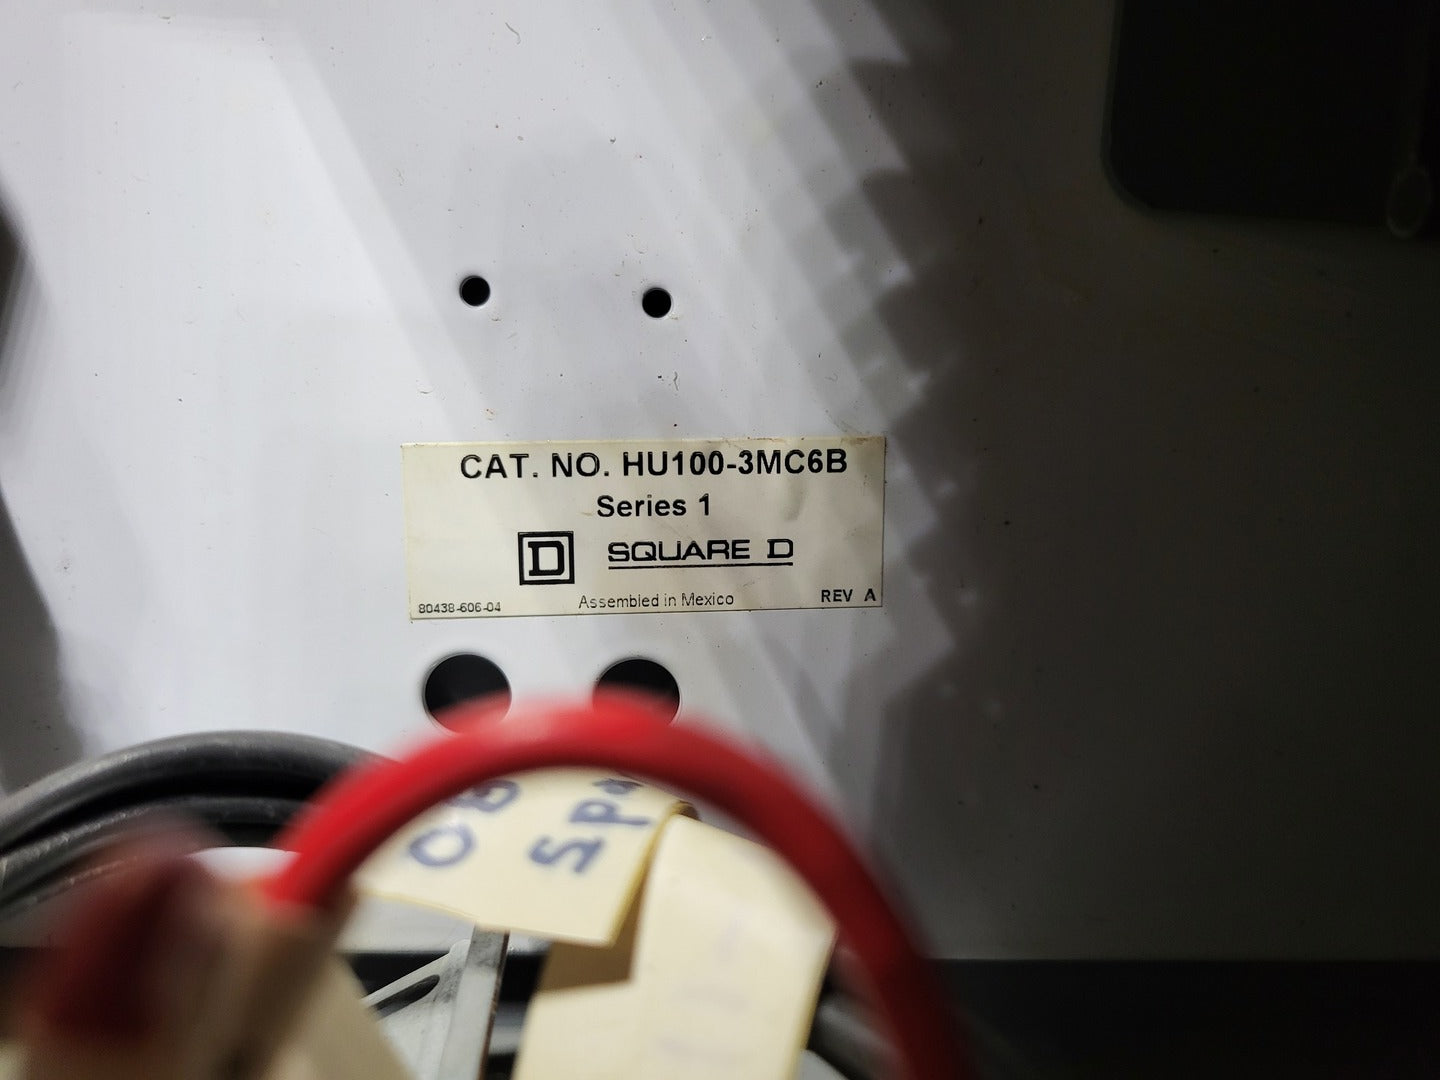 CAT. NO. HU100-3MC6B
Series 1
D SQUARE D
80438-606-04 Assembled in Mexico REV A